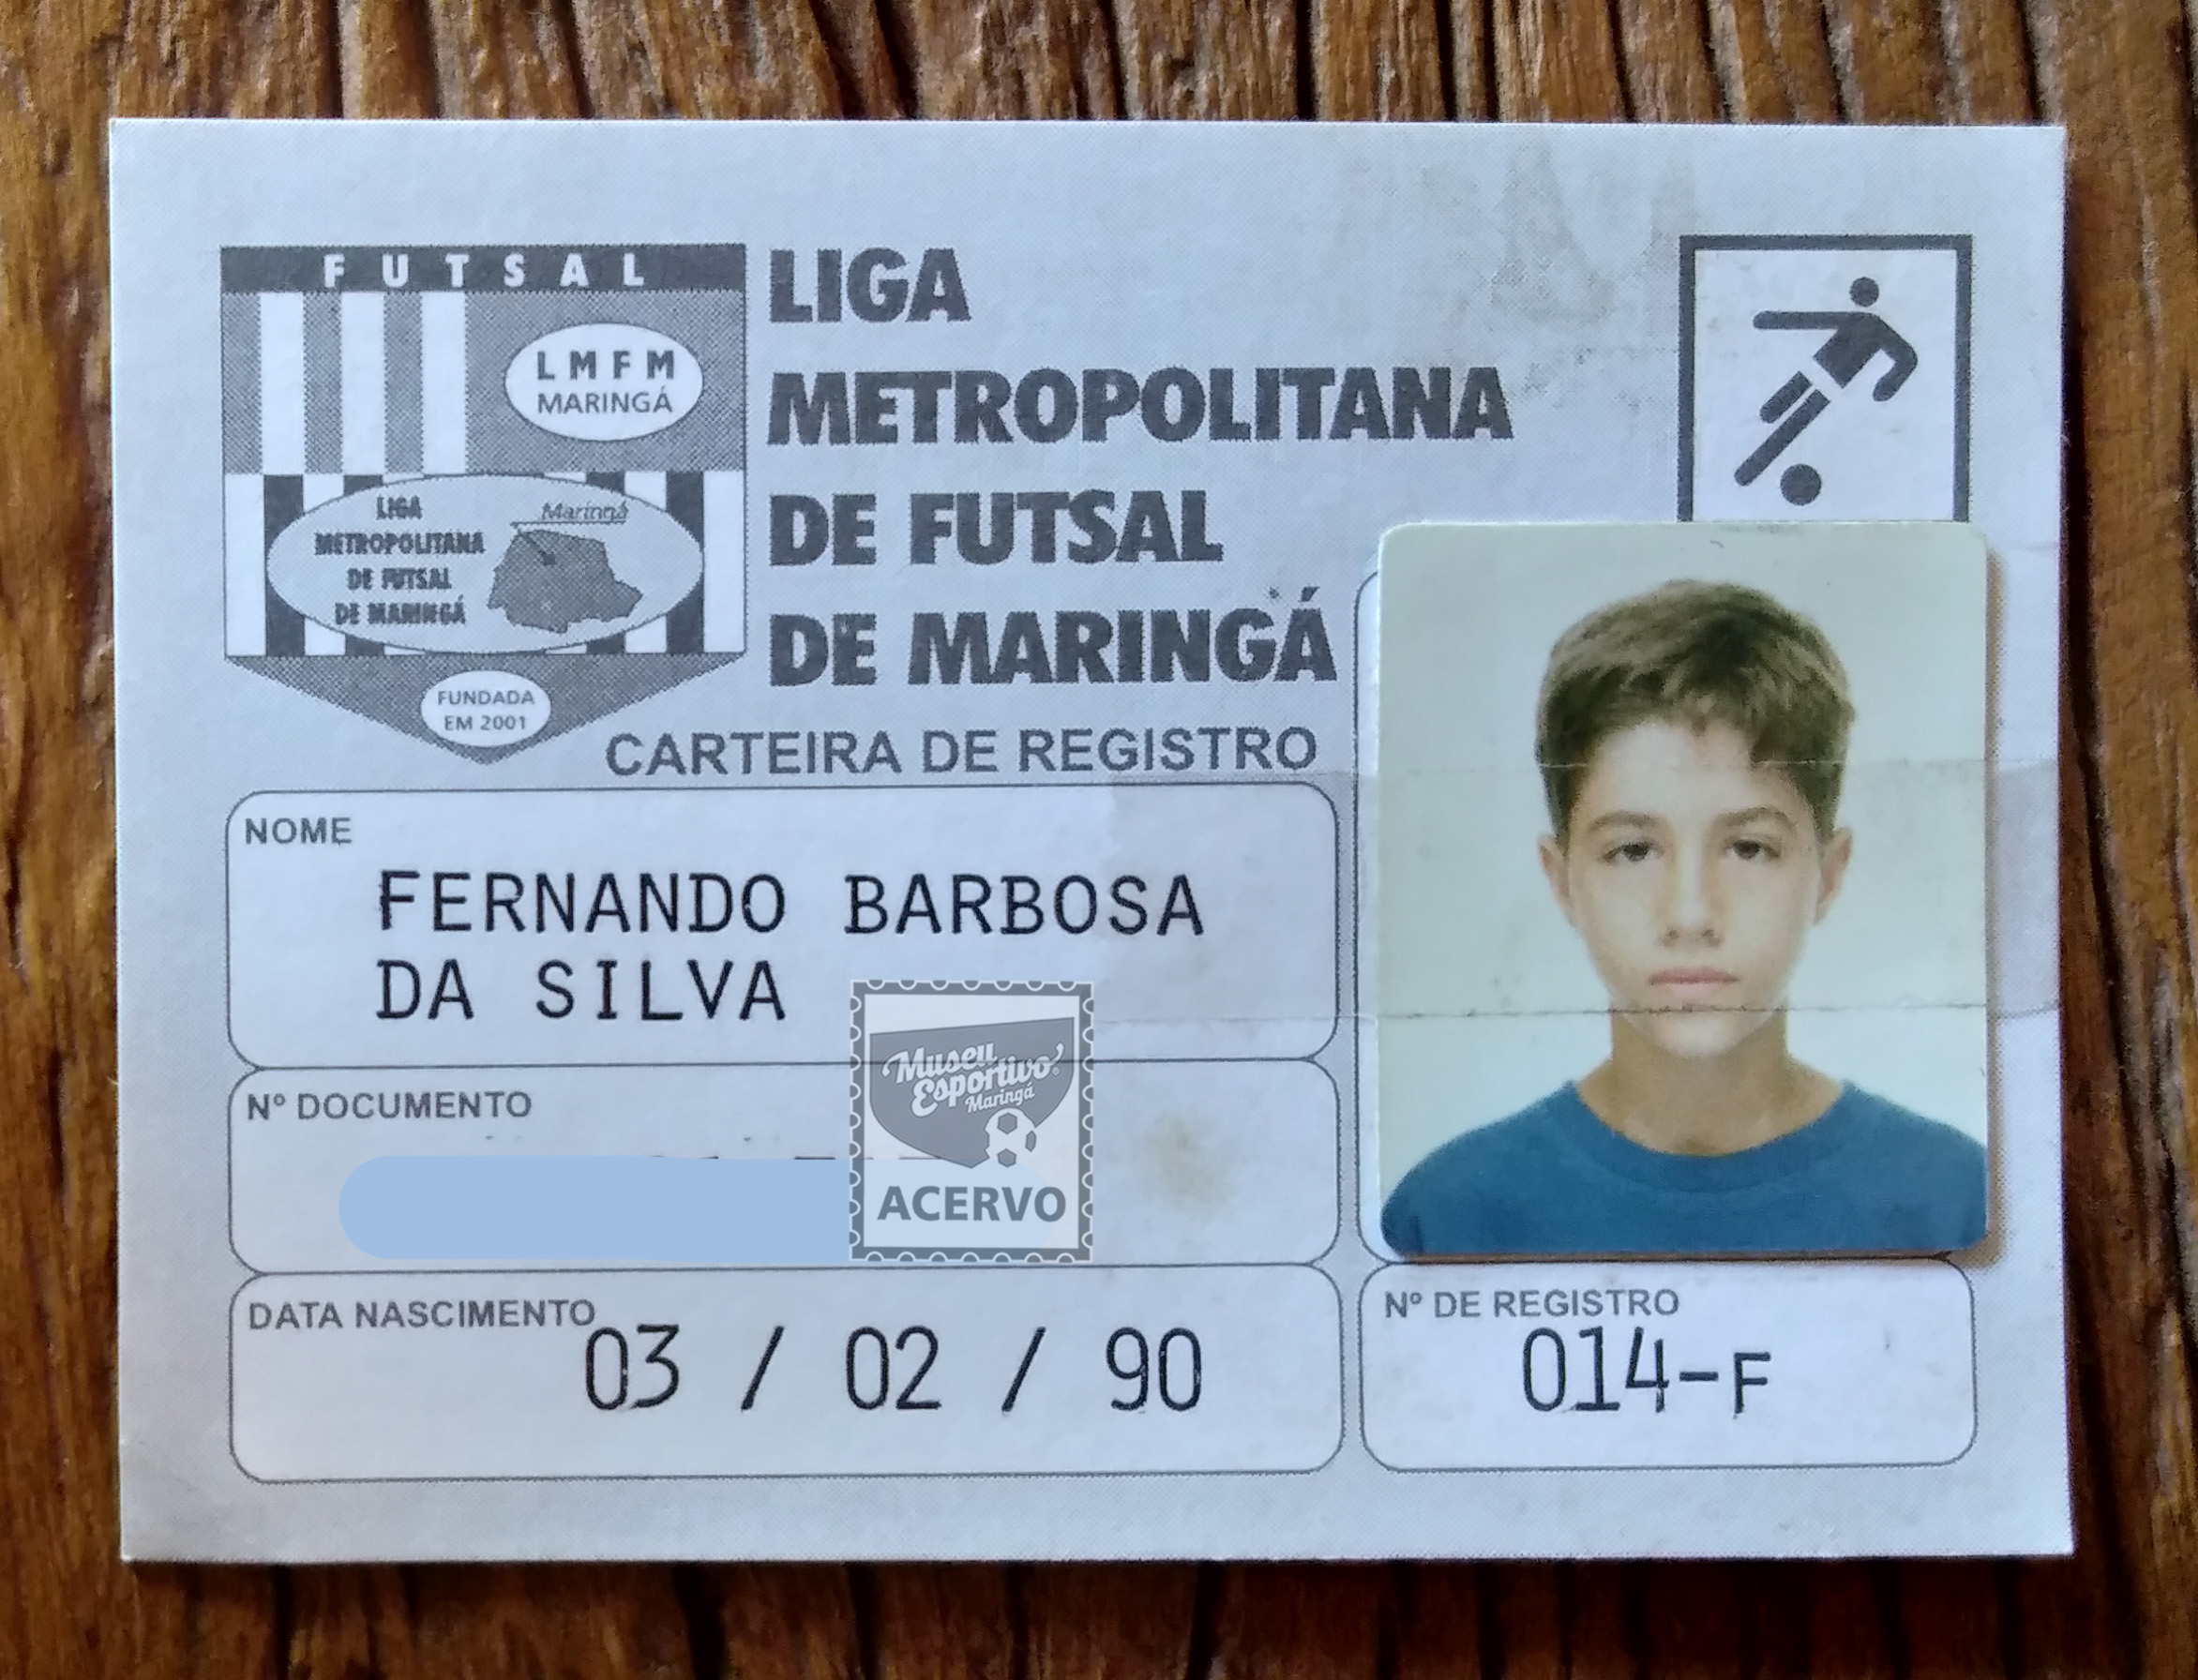 FUTSAL
LMFM
MARINGÁ
LIGA
METROPOLITANA
DE FUTSAL
DE MARINGÁ
Maringá
FUNDADA
EM 2001
LIGA
METROPOLITANA
DE FUTSAL
DE MARINGÁ
CARTEIRA DE REGISTRO
NOME
FERNANDO BARBOSA
DA SILVA
Nº DOCUMENTO
Museu
Esportivo
Maringá
ACERVO
DATA NASCIMENTO
03 / 02 / 90
Nº DE REGISTRO
014-F